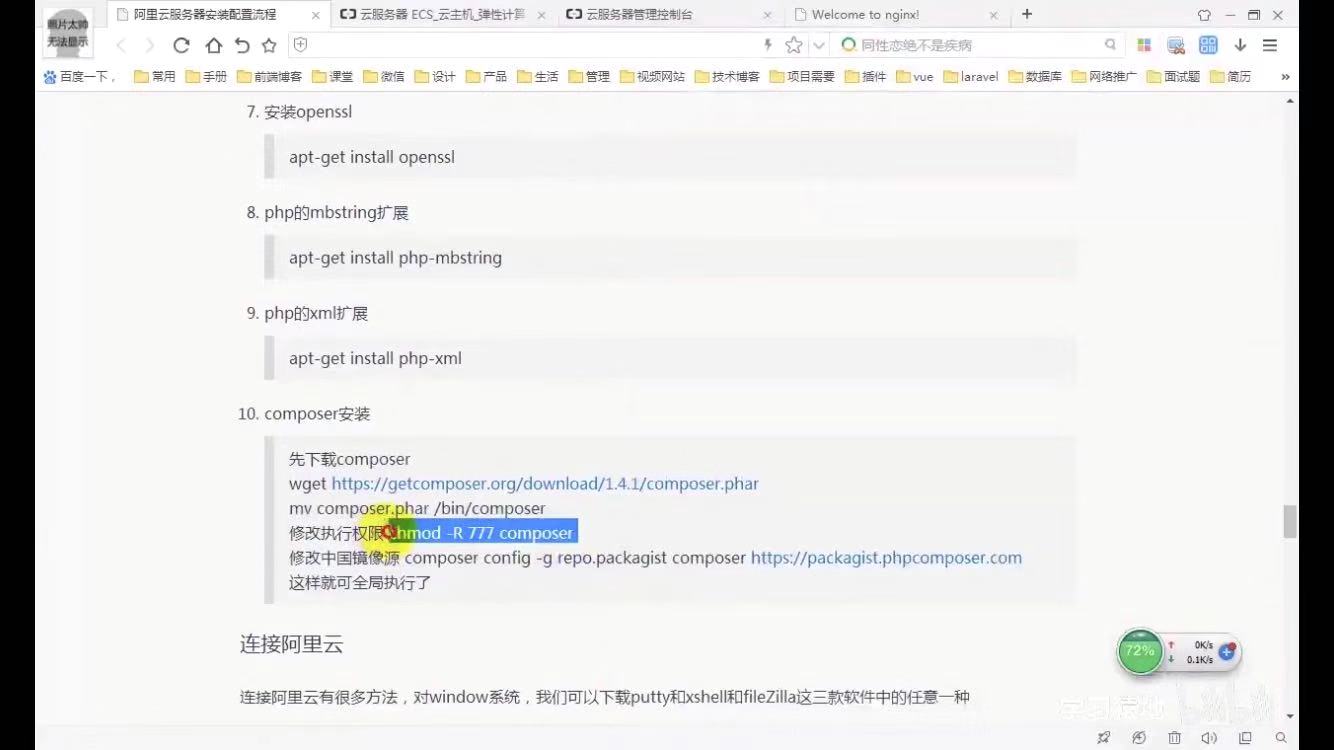 照片太帅
无法显示
阿里云服务器安装配置流程
云服务器 ECS_云主机_弹性计算
云服务器管理控制台
Welcome to nginx!
同性恋绝不是疾病
百度一下，
常用
手册
前端博客
课堂
微信
设计
产品
生活
管理
视频网站
技术博客
项目需要
插件
vue
laravel
数据库
网络推广
面试题
简历
7. 安装openssl
apt-get install openssl
8. php的mbstring扩展
apt-get install php-mbstring
9. php的xml扩展
apt-get install php-xml
10. composer安装
先下载composer
wget https://getcomposer.org/download/1.4.1/composer.phar
mv composer.phar /bin/composer
修改执行权限 chmod -R 777 composer
修改中国镜像源 composer config -g repo.packagist composer https://packagist.phpcomposer.com
这样就可全局执行了
连接阿里云
72%
0K/s
0.1K/s
连接阿里云有很多方法，对window系统，我们可以下载putty和xshell和fileZilla这三款软件中的任意一种